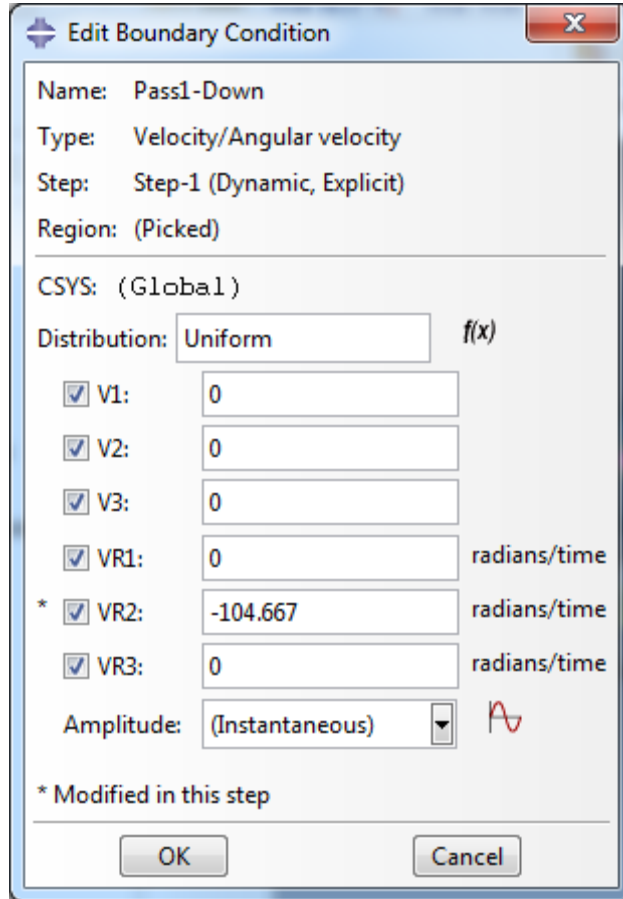 Edit Boundary Condition
Name: Pass1-Down
Type: Velocity/Angular velocity
Step: Step-1 (Dynamic, Explicit)
Region: (Picked)
CSYS: (Global)
Distribution: Uniform f(x)
V1: 0
V2: 0
V3: 0
VR1: 0 radians/time
* VR2: -104.667 radians/time
VR3: 0 radians/time
Amplitude: (Instantaneous)
* Modified in this step
OK Cancel